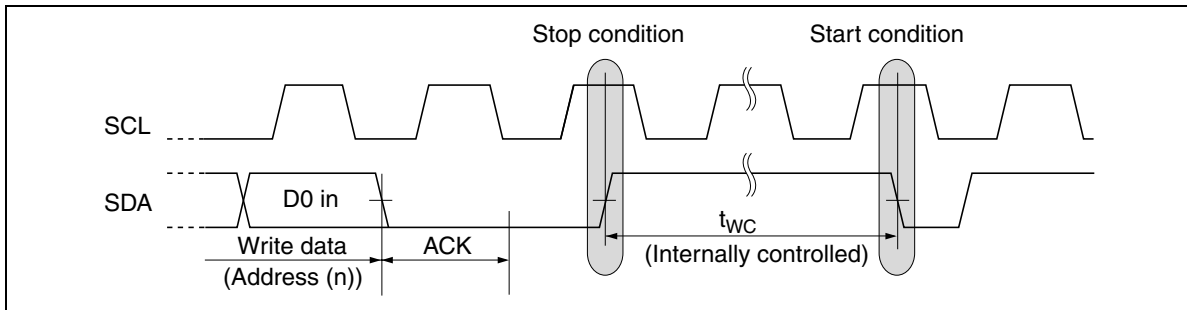 Stop condition
Start condition
SCL
SDA
D0 in
Write data
(Address (n))
ACK
tWC
(Internally controlled)